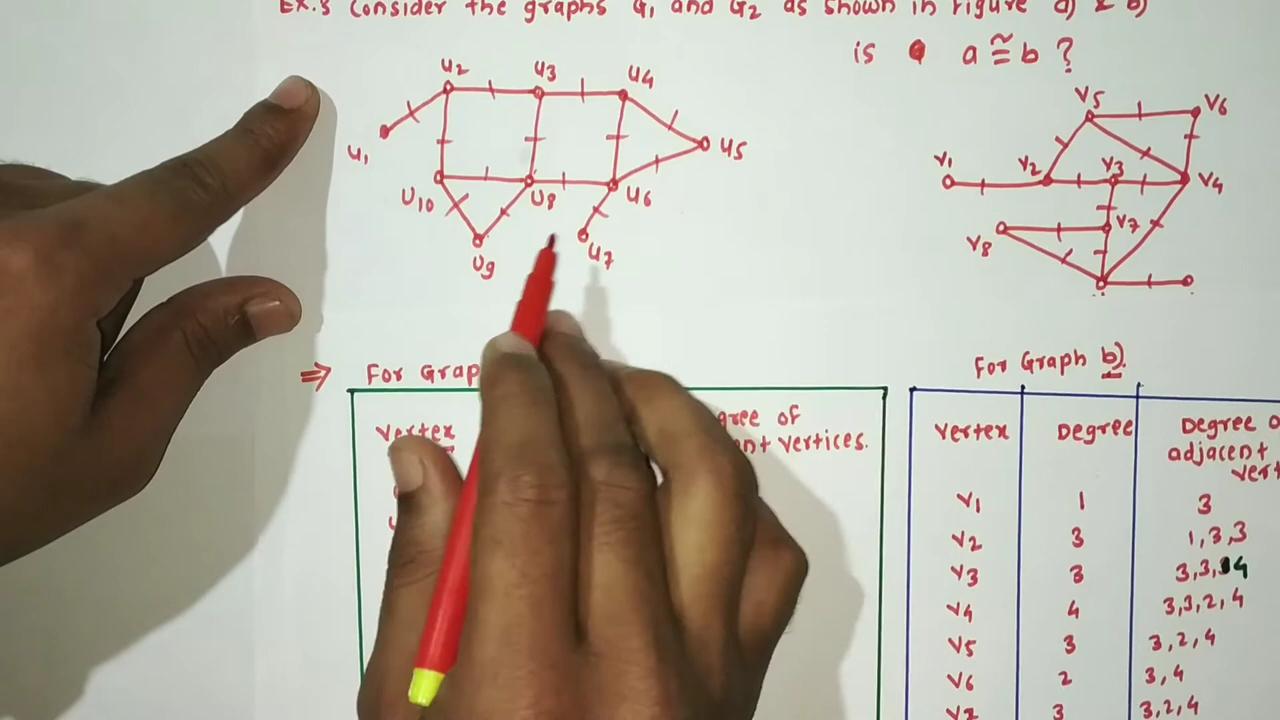 Ex.3 Consider the graphs G1 and G2 as shown in Figure a) & b)
is a ≅ b ?
u2 u3 u4
u1 u5
u10 u8 u6
u9 u7
v5 v6
v1 v2 v3 v4
v7
v8
⇒ For Grap
Vertex gree of
nt vertices.
For Graph b).
Vertex Degree Degree o
adjacent
vert
v1 1 3
v2 3 1,3,3
v3 3 3,3,4
v4 4 3,3,2,4
v5 3 3,2,4
v6 2 3,4
v7 3 3,2,4